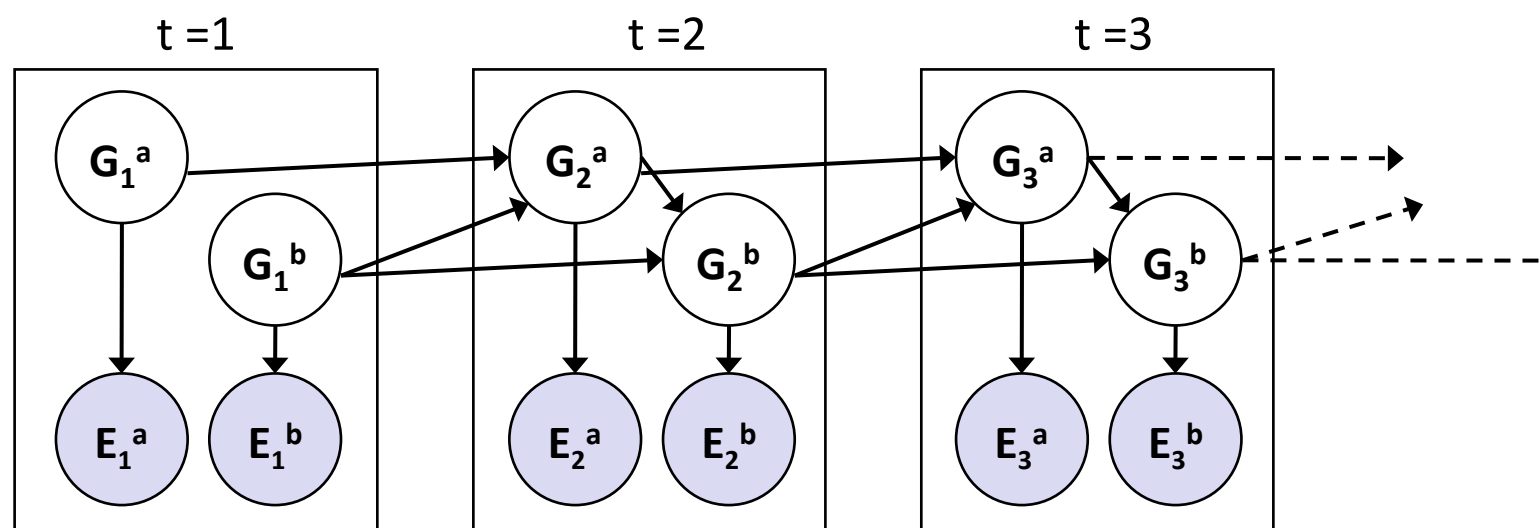 t =1 t =2 t =3
G₁ᵃ G₂ᵃ G₃ᵃ
G₁ᵇ G₂ᵇ G₃ᵇ
E₁ᵃ E₁ᵇ E₂ᵃ E₂ᵇ E₃ᵃ E₃ᵇ